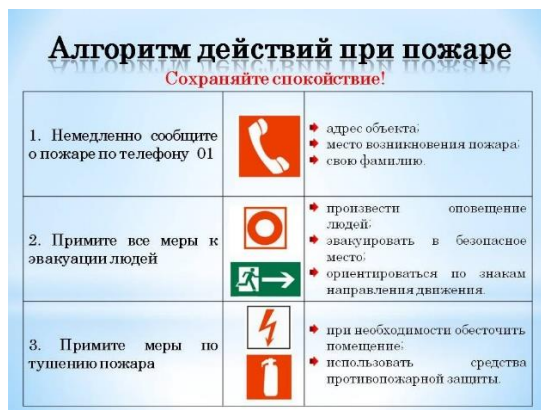 Алгоритм действий при пожаре
Сохраняйте спокойствие!
1. Немедленно сообщите
о пожаре по телефону 01
адрес объекта;
место возникновения пожара;
свою фамилию.
2. Примите все меры к
эвакуации людей
произвести оповещение
людей;
эвакуировать в безопасное
место;
ориентироваться по знакам
направления движения.
3. Примите меры по
тушению пожара
при необходимости обесточить
помещение;
использовать средства
противопожарной защиты.